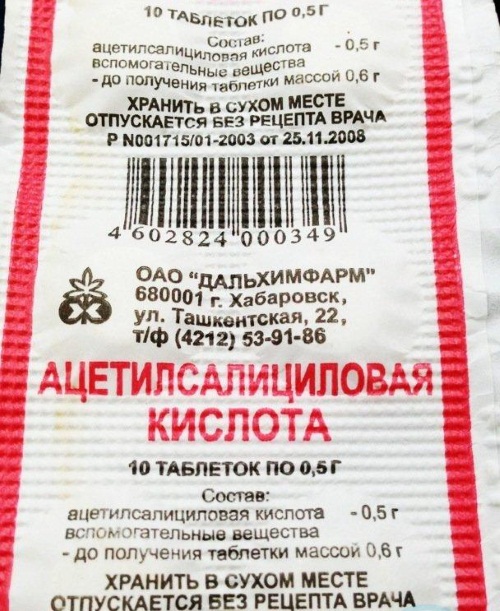 10 ТАБЛЕТОК ПО 0,5 Г
Состав:
ацетилсалициловая кислота - 0,5 г
вспомогательные вещества
- до получения таблетки массой 0,6 г
ХРАНИТЬ В СУХОМ МЕСТЕ
ОТПУСКАЕТСЯ БЕЗ РЕЦЕПТА ВРАЧА
Р N001715/01-2003 от 25.11.2008
4 602824 000349
ОАО "ДАЛЬХИМФАРМ"
680001 г. Хабаровск,
ул. Ташкентская, 22,
т/ф (4212) 53-91-86
АЦЕТИЛСАЛИЦИЛОВАЯ
КИСЛОТА
10 ТАБЛЕТОК ПО 0,5 Г
Состав:
ацетилсалициловая кислота - 0,5 г
вспомогательные вещества
- до получения таблетки массой 0,6 г
ХРАНИТЬ В СУХОМ МЕСТЕ
ОТПУСКАЕТСЯ БЕЗ РЕЦЕПТА ВРАЧА